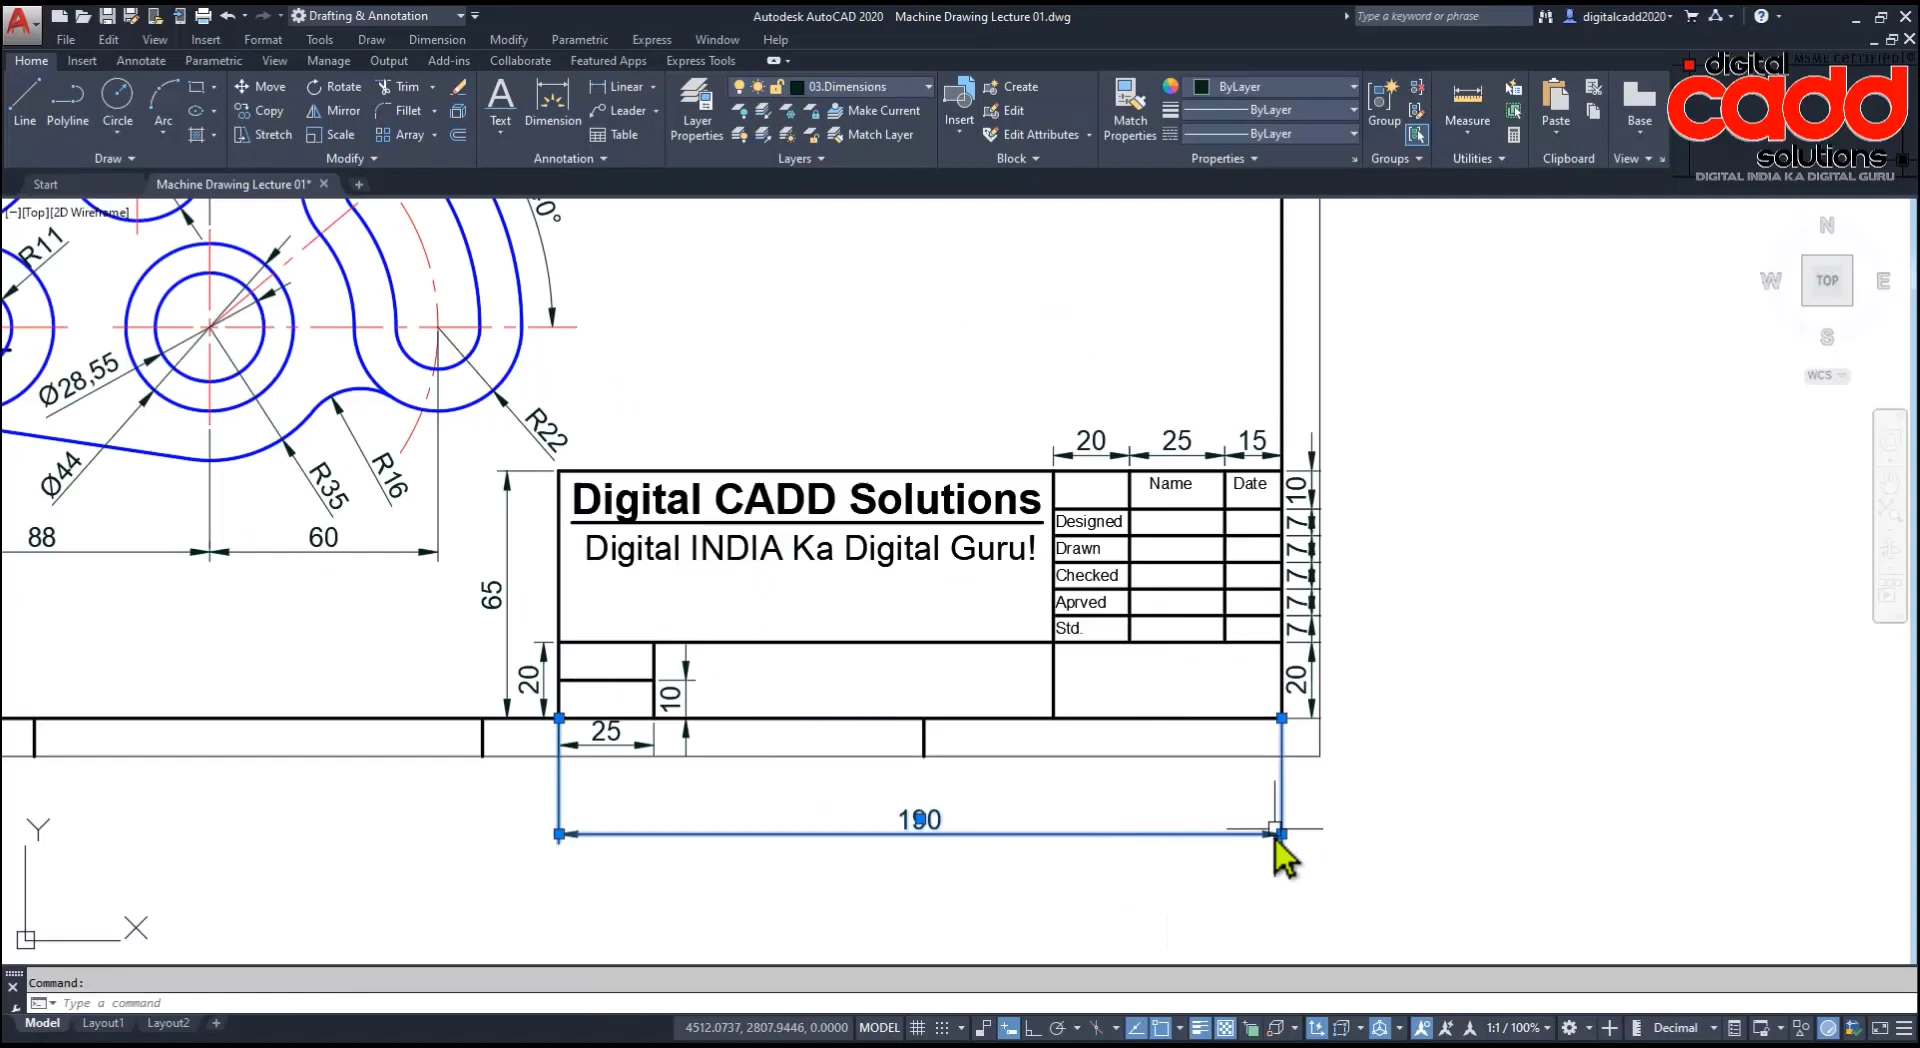 Drafting & Annotation
Autodesk AutoCAD 2020 Machine Drawing Lecture 01.dwg
Type a keyword or phrase
digitalcadd2020
File Edit View Insert Format Tools Draw Dimension Modify Parametric Express Window Help
Home Insert Annotate Parametric View Manage Output Add-ins Collaborate Featured Apps Express Tools
Line Polyline Circle Arc
Move Rotate Trim
Copy Mirror Fillet
Stretch Scale Array
Text Dimension
Linear
Leader
Table
Layer Properties
03.Dimensions
Make Current
Match Layer
Insert
Create
Edit
Edit Attributes
Match Properties
ByLayer
ByLayer
ByLayer
Group
Measure
Paste
Base
Draw Modify Annotation Layers Block Properties Groups Utilities Clipboard View
digital
MSME CERTIFIED
cadd
solutions
DIGITAL INDIA KA DIGITAL GURU
Start Machine Drawing Lecture 01*
[−][Top][2D Wireframe]
N
W TOP E
S
WCS
0°
R11
Ø28,55
Ø44
R35
R16
R22
88 60
20 25 15
65
20
10
25
10
7
7
7
7
7
20
Digital CADD Solutions
Digital INDIA Ka Digital Guru!
Name Date
Designed
Drawn
Checked
Aprved
Std.
190
Y
X
Command:
Type a command
Model Layout1 Layout2
4512.0737, 2807.9446, 0.0000 MODEL 1:1 / 100% Decimal